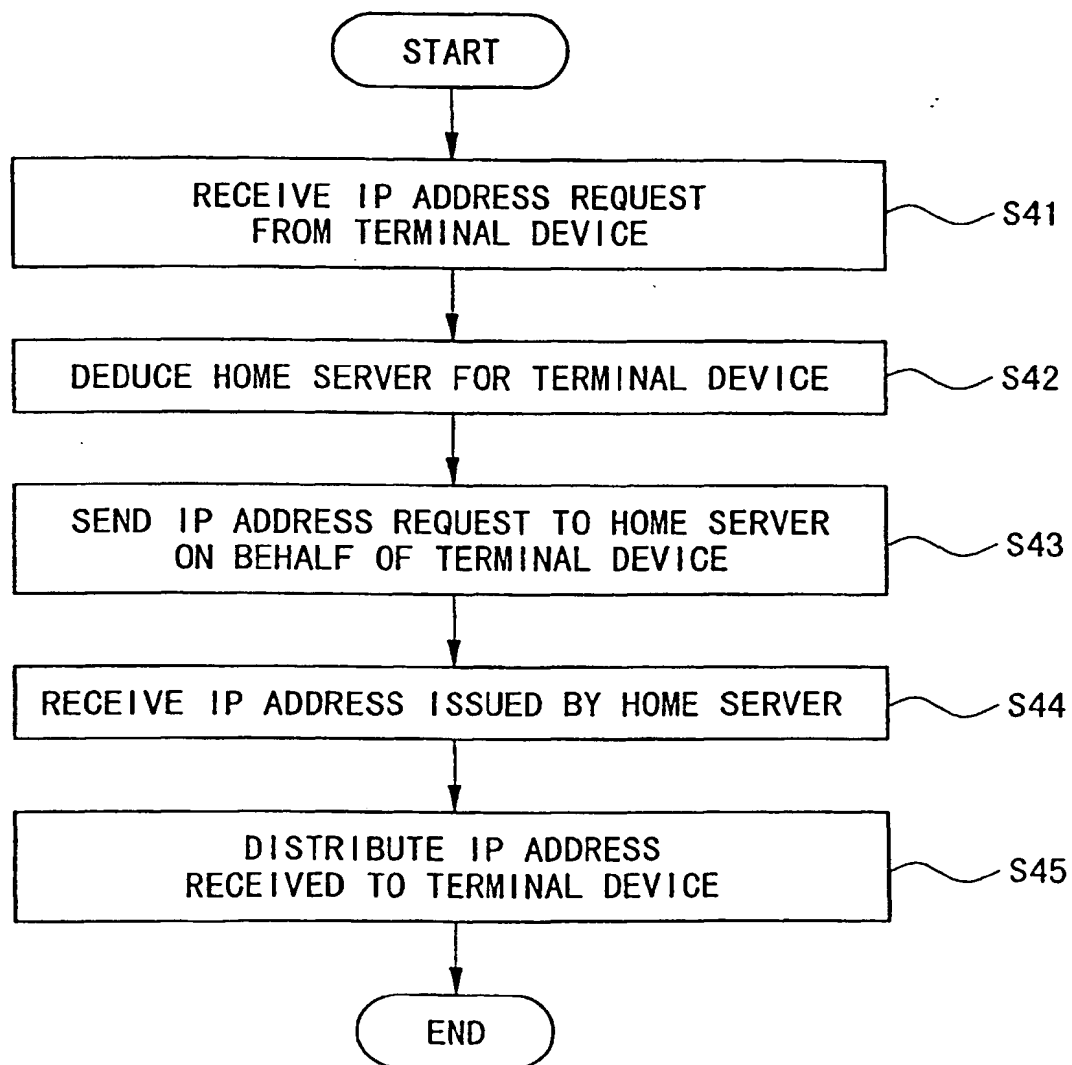 START
RECEIVE IP ADDRESS REQUEST
FROM TERMINAL DEVICE
S41
DEDUCE HOME SERVER FOR TERMINAL DEVICE
S42
SEND IP ADDRESS REQUEST TO HOME SERVER
ON BEHALF OF TERMINAL DEVICE
S43
RECEIVE IP ADDRESS ISSUED BY HOME SERVER
S44
DISTRIBUTE IP ADDRESS
RECEIVED TO TERMINAL DEVICE
S45
END